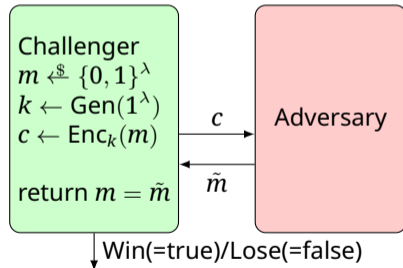 Challenger
m ←$ {0, 1}^λ
k ← Gen(1^λ)
c ← Enc_k(m)
return m = m̃
c
m̃
Adversary
Win(=true)/Lose(=false)